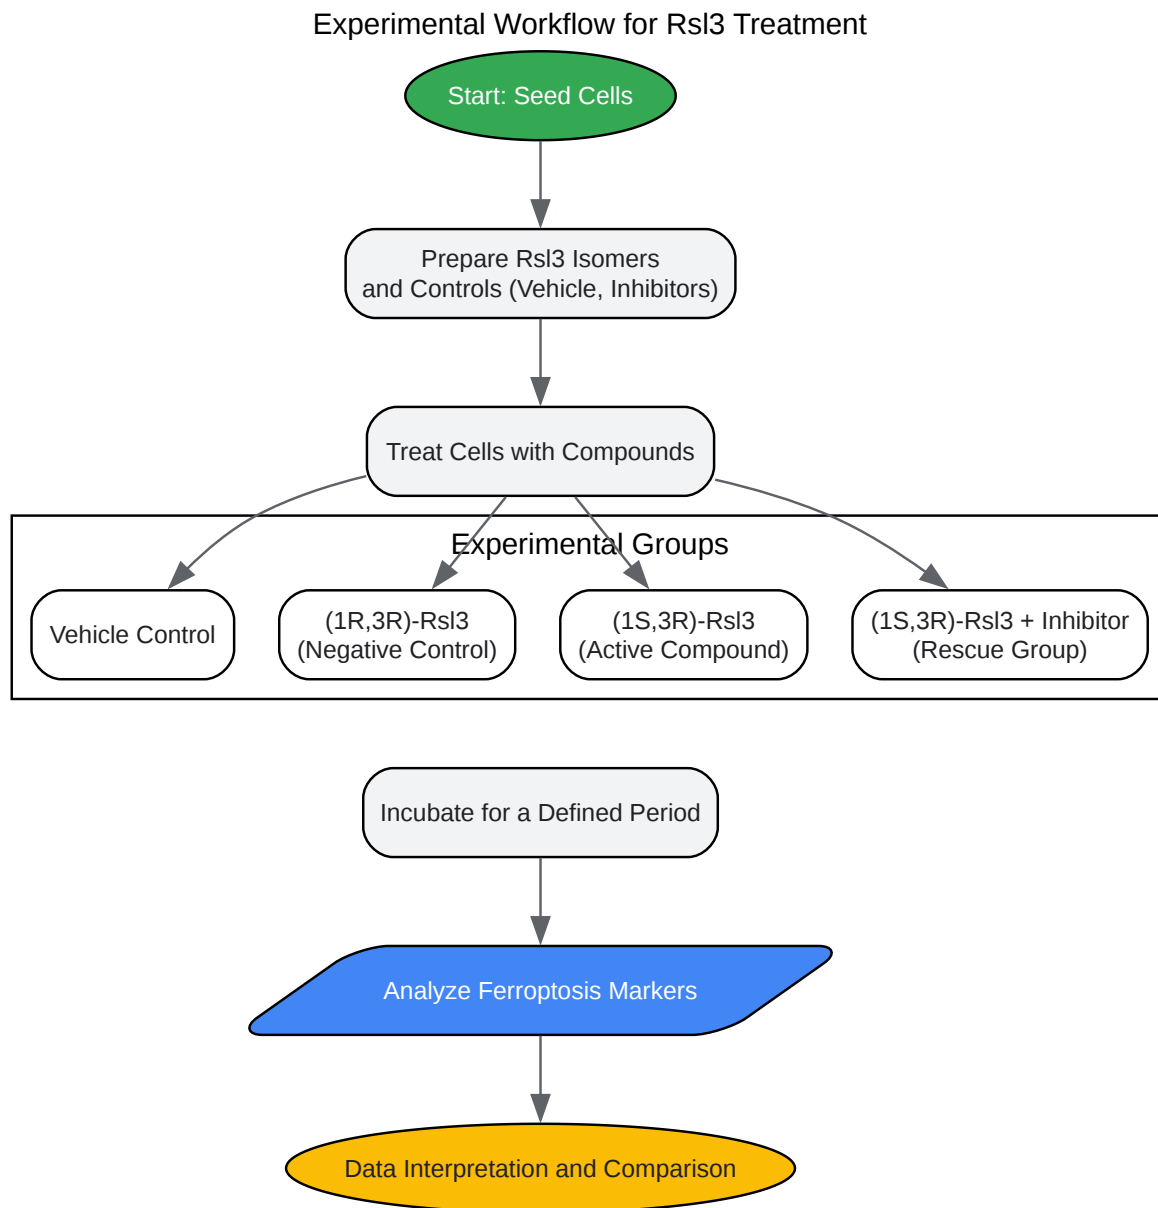 Experimental Workflow for Rsl3 Treatment
Start: Seed Cells
Prepare Rsl3 Isomers
and Controls (Vehicle, Inhibitors)
Treat Cells with Compounds
Experimental Groups
Vehicle Control
(1R,3R)-Rsl3
(Negative Control)
(1S,3R)-Rsl3
(Active Compound)
(1S,3R)-Rsl3 + Inhibitor
(Rescue Group)
Incubate for a Defined Period
Analyze Ferroptosis Markers
Data Interpretation and Comparison